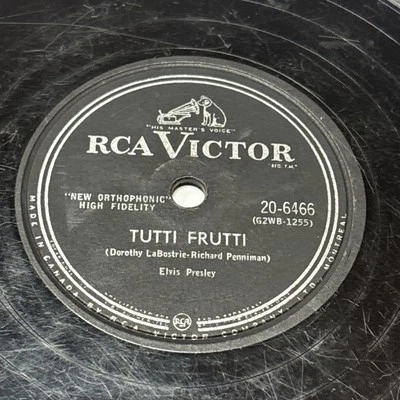 "HIS MASTER'S VOICE"
RCA VICTOR
REG. T.M.
"NEW ORTHOPHONIC"
HIGH FIDELITY
20-6466
(G2WB-1255)
TUTTI FRUTTI
(Dorothy LaBostrie-Richard Penniman)
Elvis Presley
RCA
MADE IN CANADA BY RCA VICTOR COMPANY, LTD., MONTREAL